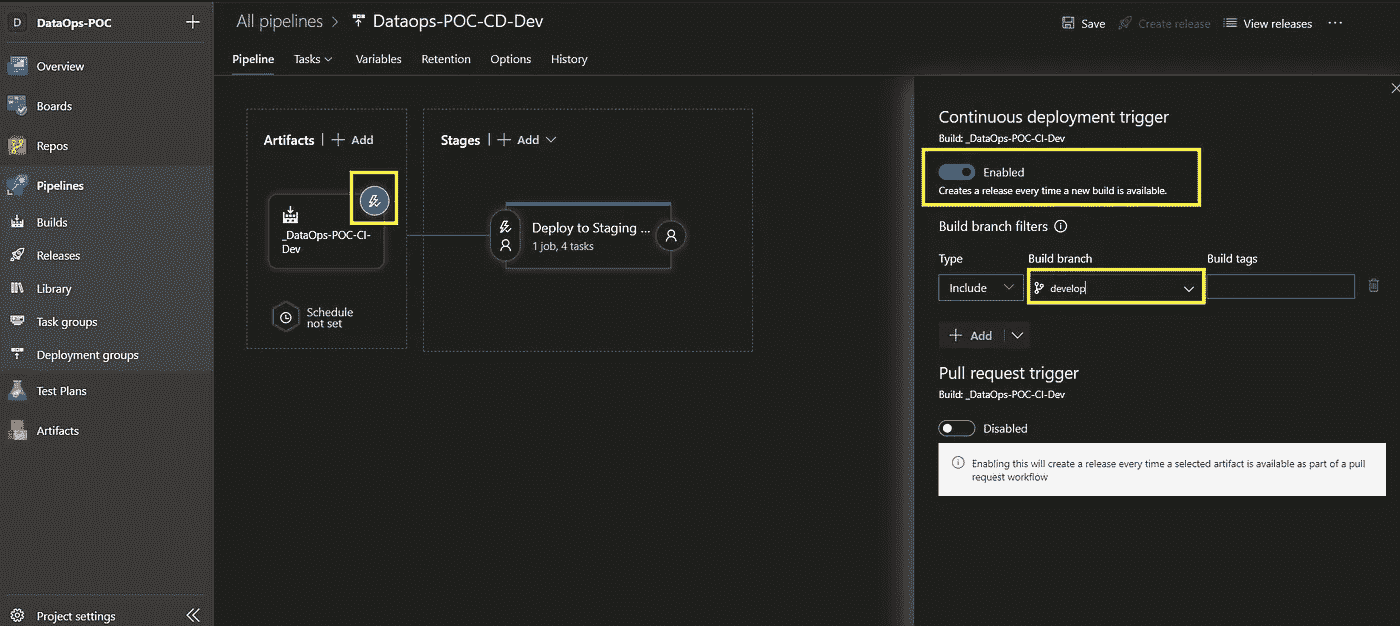 D DataOps-POC
Overview
Boards
Repos
Pipelines
Builds
Releases
Library
Task groups
Deployment groups
Test Plans
Artifacts
Project settings
All pipelines > Dataops-POC-CD-Dev
Save Create release View releases ...
Pipeline Tasks Variables Retention Options History
Artifacts | + Add
_DataOps-POC-CI-
Dev
Schedule
not set
Stages | + Add
Deploy to Staging ...
1 job, 4 tasks
Continuous deployment trigger
Build: _DataOps-POC-CI-Dev
Enabled
Creates a release every time a new build is available.
Build branch filters
Type Build branch Build tags
Include develop
+ Add
Pull request trigger
Build: _DataOps-POC-CI-Dev
Disabled
Enabling this will create a release every time a selected artifact is available as part of a pull
request workflow